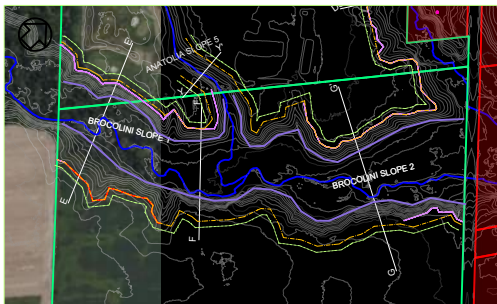 U
E
ANATOLIA SLOPE 5
Y'
Y
F
G
BROCOLINI SLOPE 1
BROCOLINI SLOPE 2
E
F
G